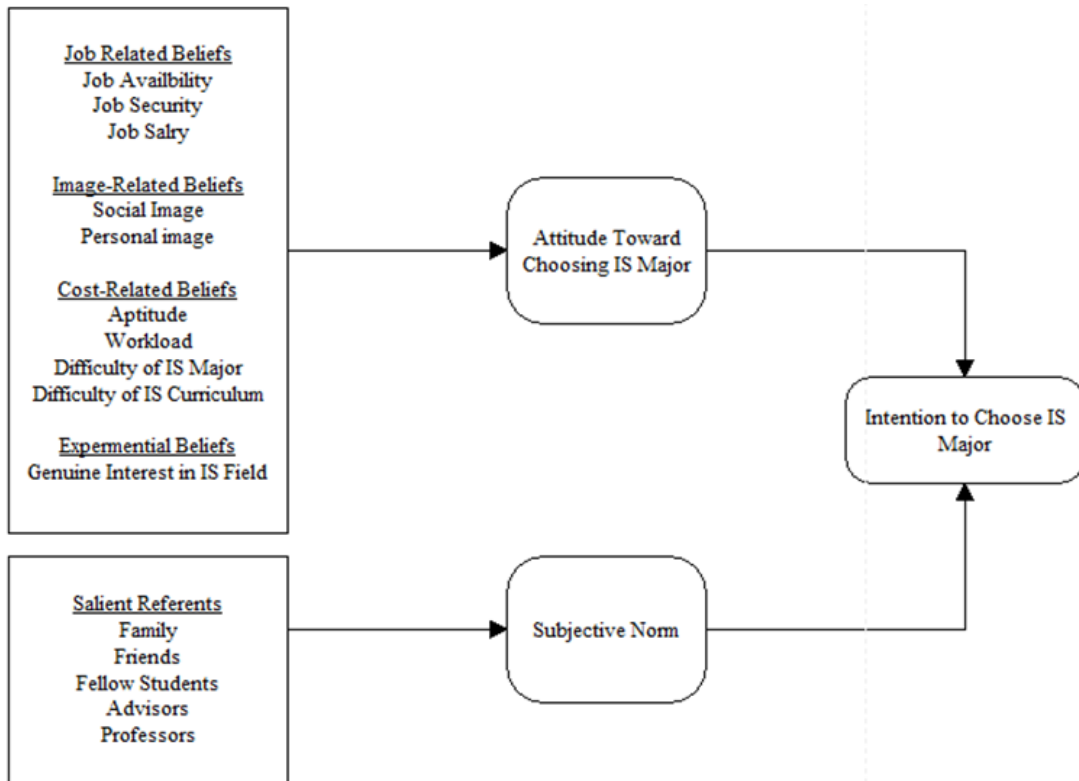 Job Related Beliefs
Job Availbility
Job Security
Job Salry
Image-Related Beliefs
Social Image
Personal image
Cost-Related Beliefs
Aptitude
Workload
Difficulty of IS Major
Difficulty of IS Curriculum
Expermential Beliefs
Genuine Interest in IS Field
Attitude Toward
Choosing IS Major
Intention to Choose IS
Major
Salient Referents
Family
Friends
Fellow Students
Advisors
Professors
Subjective Norm